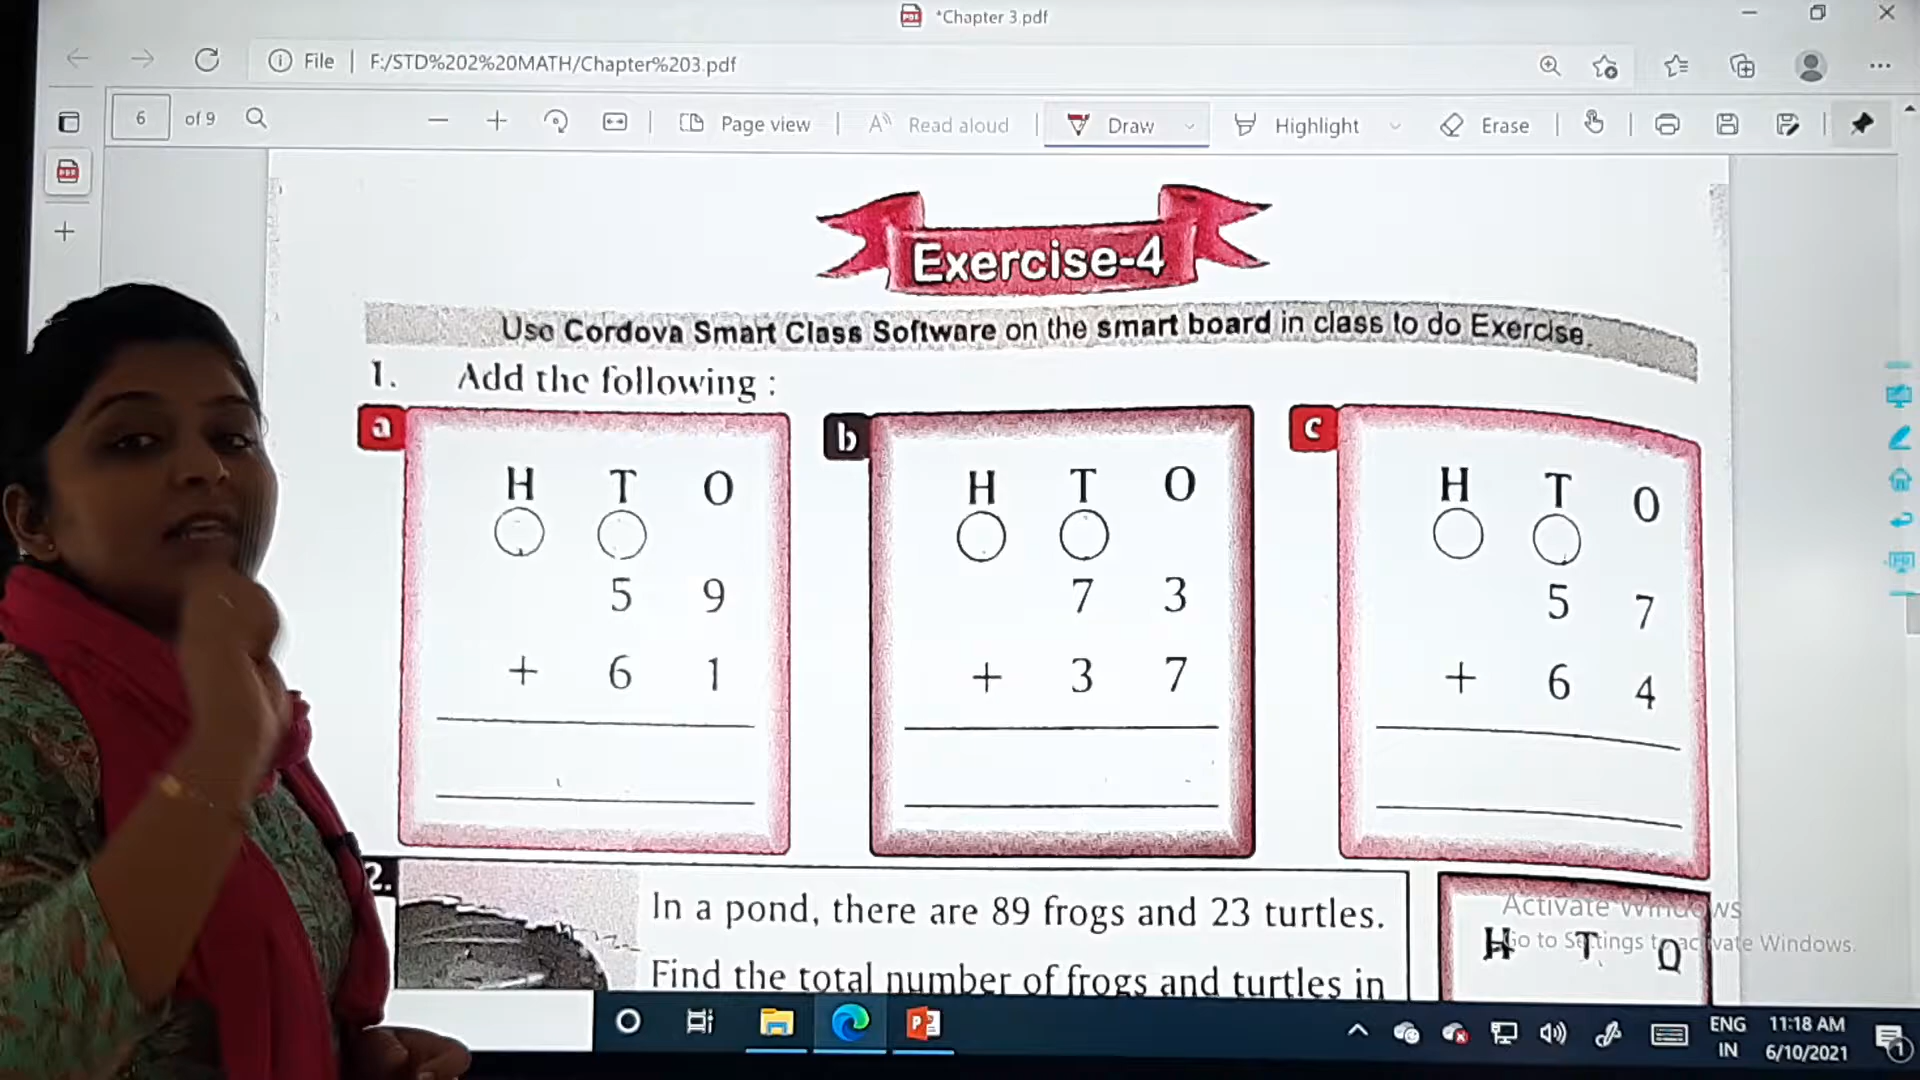 *Chapter 3.pdf
File | F:/STD%202%20MATH/Chapter%203.pdf
6 of 9 Page view Read aloud Draw Highlight Erase
Exercise-4
Use Cordova Smart Class Software on the smart board in class to do Exercise.
1. Add the following :
a
H T O
5 9
+ 6 1
b
H T O
7 3
+ 3 7
c
H T O
5 7
+ 6 4
2.
In a pond, there are 89 frogs and 23 turtles.
Find the total number of frogs and turtles in
H T O
Activate Windows
Go to Settings to activate Windows.
ENG 11:18 AM
IN 6/10/2021
1